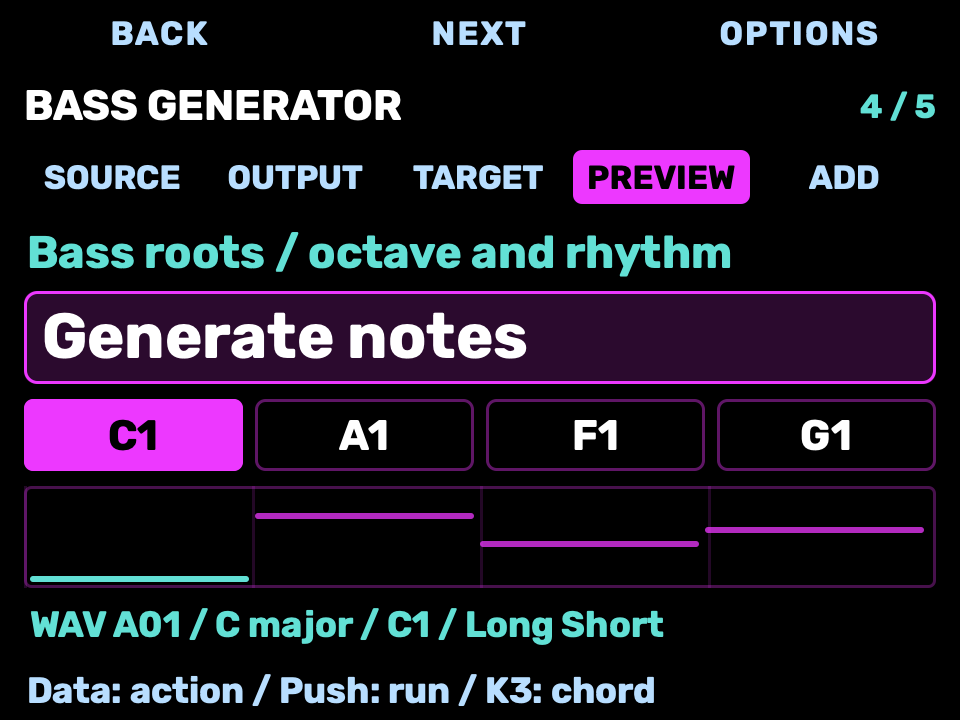 BACK NEXT OPTIONS
BASS GENERATOR 4 / 5
SOURCE OUTPUT TARGET PREVIEW ADD
Bass roots / octave and rhythm
Generate notes
C1 A1 F1 G1
WAV A01 / C major / C1 / Long Short
Data: action / Push: run / K3: chord